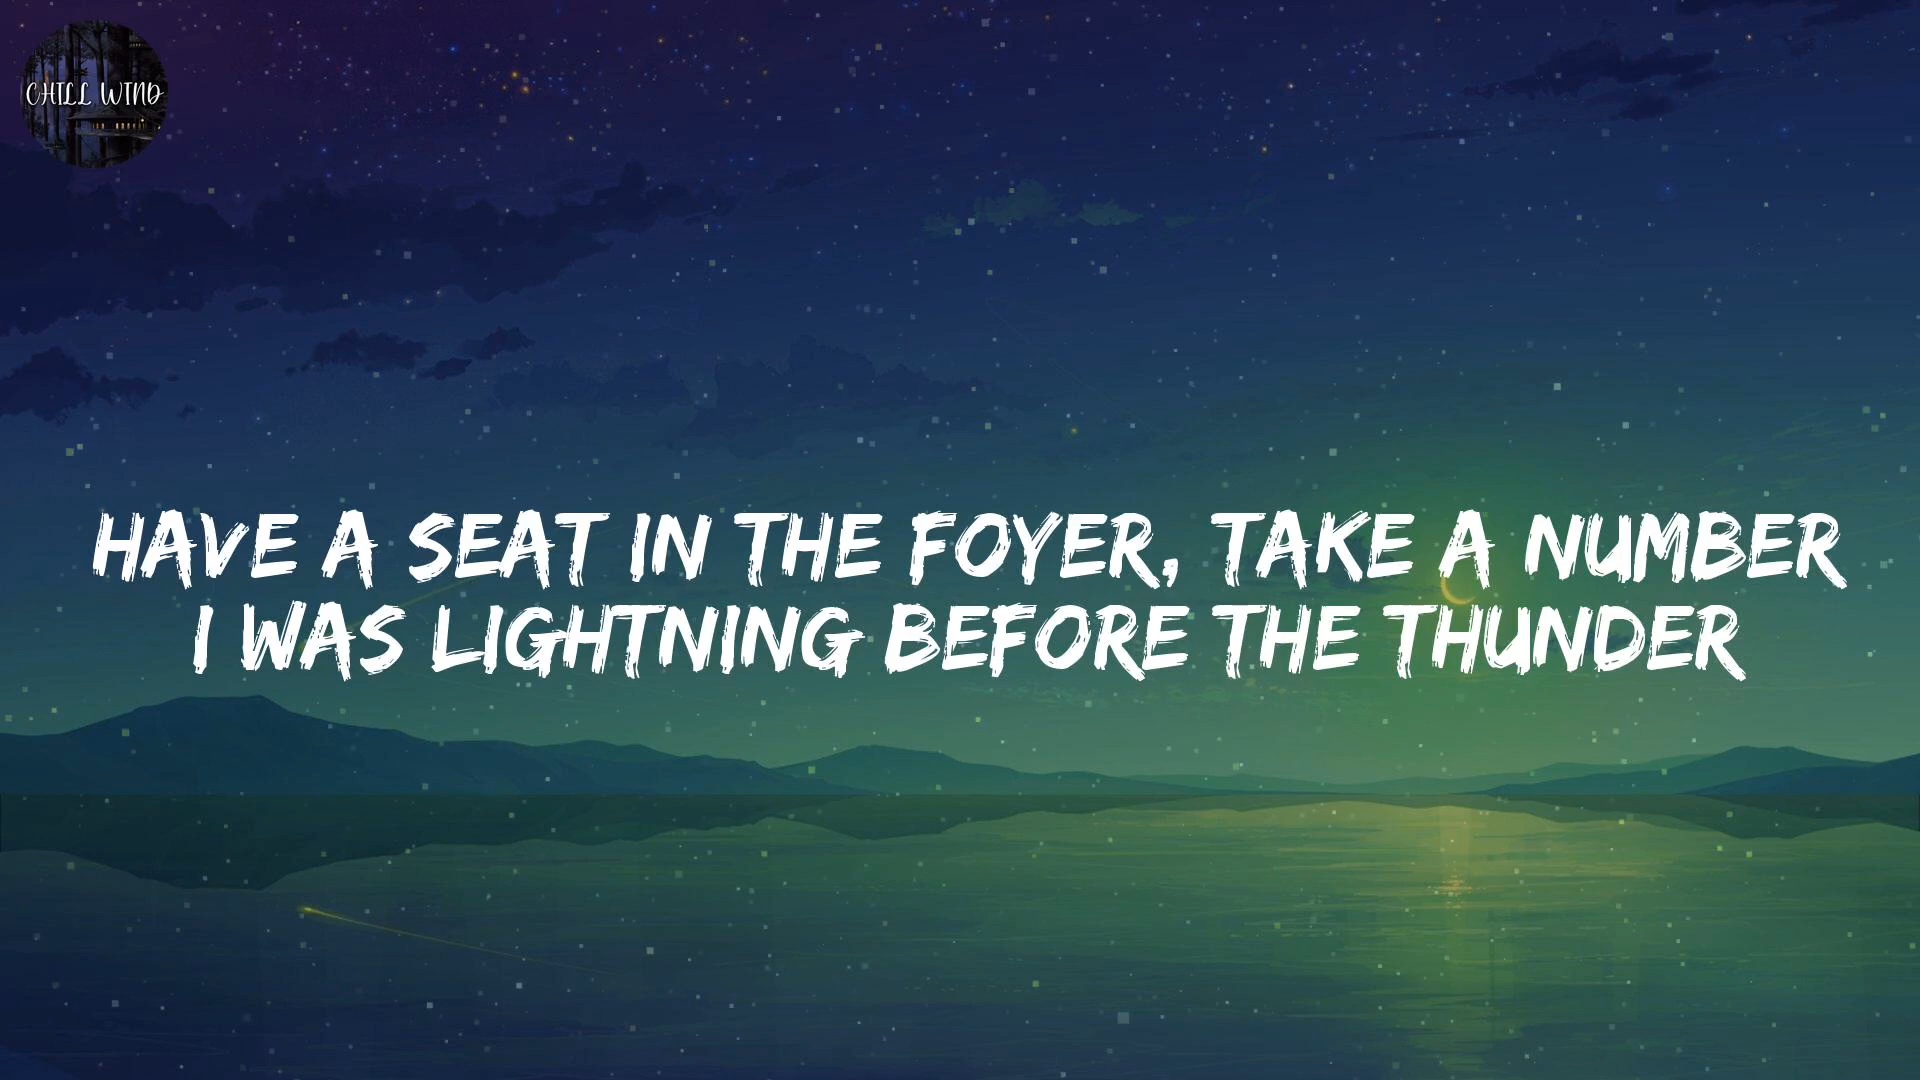 CHILL WIND
HAVE A SEAT IN THE FOYER, TAKE A NUMBER
I WAS LIGHTNING BEFORE THE THUNDER